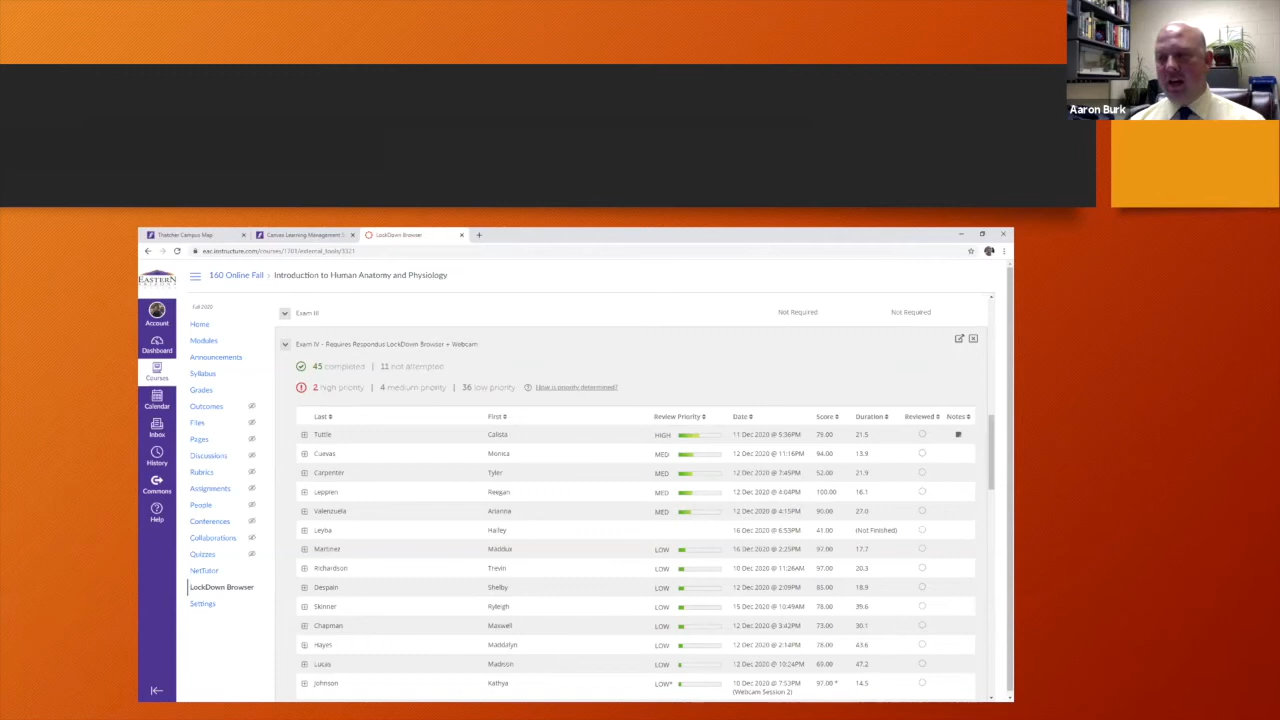 Aaron Burk
Thatcher Campus Map
Canvas Learning Management S
LockDown Browser
eac.instructure.com/courses/1701/external_tools/3321
EASTERN
160 Online Fall › Introduction to Human Anatomy and Physiology
Fall 2020
Account
Dashboard
Courses
Calendar
Inbox
History
Commons
Help
Home
Modules
Announcements
Syllabus
Grades
Outcomes
Files
Pages
Discussions
Rubrics
Assignments
People
Conferences
Collaborations
Quizzes
NetTutor
LockDown Browser
Settings
Exam III Not Required Not Required
Exam IV - Requires Respondus LockDown Browser + Webcam
45 completed | 11 not attempted
2 high priority | 4 medium priority | 36 low priority How is priority determined?
Last First Review Priority Date Score Duration Reviewed Notes
Tuttle Calista HIGH 11 Dec 2020 @ 5:36PM 76.00 21.5
Cuevas Monica MED 12 Dec 2020 @ 11:16PM 94.00 13.9
Carpenter Tyler MED 12 Dec 2020 @ 7:45PM 52.00 21.9
Leppien Reegan MED 12 Dec 2020 @ 4:04PM 100.00 16.1
Valenzuela Arianna MED 12 Dec 2020 @ 4:15PM 90.00 27.0
Leyba Hailey 16 Dec 2020 @ 6:53PM 41.00 (Not Finished)
Martinez Maddux LOW 16 Dec 2020 @ 2:25PM 97.00 17.7
Richardson Trevin LOW 10 Dec 2020 @ 11:26AM 97.00 20.3
Despain Shelby LOW 12 Dec 2020 @ 2:09PM 85.00 18.9
Skinner Ryleigh LOW 15 Dec 2020 @ 10:49AM 78.00 39.6
Chapman Maxwell LOW 12 Dec 2020 @ 3:42PM 73.00 30.1
Hayes Maddalyn LOW 12 Dec 2020 @ 2:14PM 78.00 43.6
Lucas Madison LOW 12 Dec 2020 @ 10:24PM 69.00 47.2
Johnson Kathya LOW* 10 Dec 2020 @ 7:53PM 97.00 * 14.5
(Webcam Session 2)